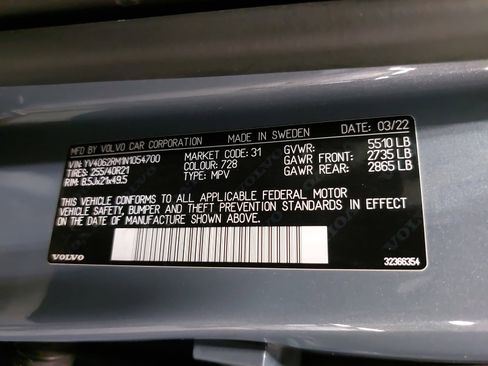 MFD BY VOLVO CAR CORPORATION MADE IN SWEDEN DATE: 03/22
VIN: YV4062RM1N1054700 MARKET CODE: 31 GVWR: 5510 LB
TIRES: 255/40R21 COLOUR: 728 GAWR FRONT: 2735 LB
RIM: 8.5Jx21x49.5 TYPE: MPV GAWR REAR: 2865 LB
THIS VEHICLE CONFORMS TO ALL APPLICABLE FEDERAL MOTOR
VEHICLE SAFETY, BUMPER AND THEFT PREVENTION STANDARDS IN EFFECT
ON THE DATE OF MANUFACTURE SHOWN ABOVE.
VOLVO 32366354